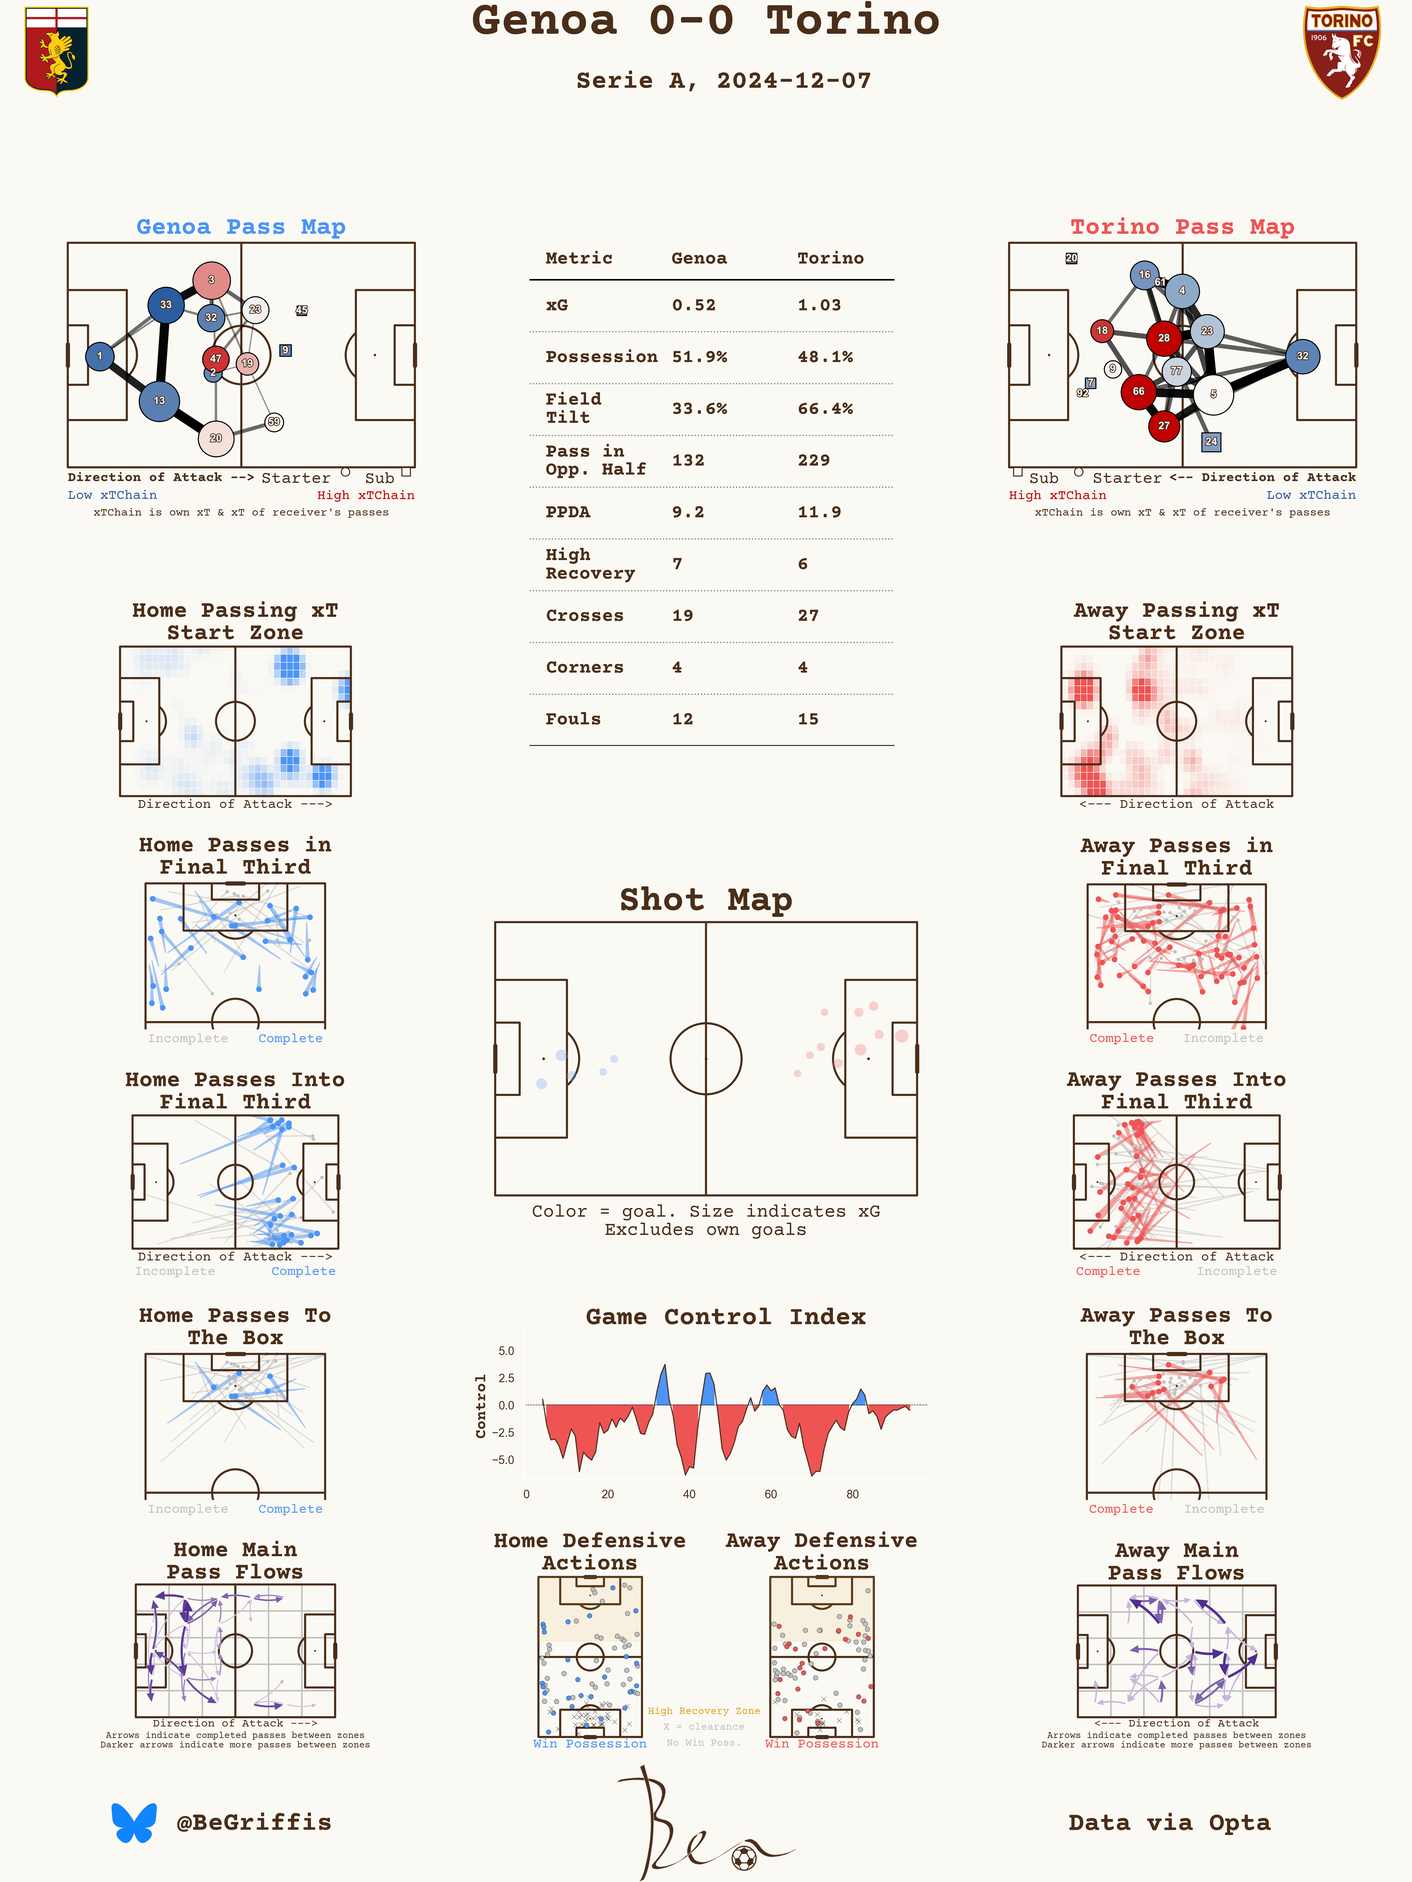 Genoa 0-0 Torino
Serie A, 2024-12-07
TORINO
1906 FC
Genoa Pass Map
1
33
13
3
32
47
2
20
23
19
59
45
9
Direction of Attack --> Starter Sub
Low xTChain High xTChain
xTChain is own xT & xT of receiver's passes
Metric Genoa Torino
xG 0.52 1.03
Possession 51.9% 48.1%
Field
Tilt 33.6% 66.4%
Pass in
Opp. Half 132 229
PPDA 9.2 11.9
High
Recovery 7 6
Crosses 19 27
Corners 4 4
Fouls 12 15
Torino Pass Map
20
16
61
4
18
28
23
32
9
77
7
92
66
5
27
24
Sub Starter <-- Direction of Attack
High xTChain Low xTChain
xTChain is own xT & xT of receiver's passes
Home Passing xT
Start Zone
Direction of Attack --->
Away Passing xT
Start Zone
<--- Direction of Attack
Home Passes in
Final Third
Incomplete Complete
Away Passes in
Final Third
Complete Incomplete
Shot Map
Color = goal. Size indicates xG
Excludes own goals
Home Passes Into
Final Third
Direction of Attack --->
Incomplete Complete
Away Passes Into
Final Third
<--- Direction of Attack
Complete Incomplete
Home Passes To
The Box
Incomplete Complete
Game Control Index
Control
5.0
2.5
0.0
−2.5
−5.0
0 20 40 60 80
Away Passes To
The Box
Complete Incomplete
Home Main
Pass Flows
Direction of Attack --->
Arrows indicate completed passes between zones
Darker arrows indicate more passes between zones
Home Defensive
Actions
Win Possession
High Recovery Zone
X = clearance
No Win Poss.
Away Defensive
Actions
Win Possession
Away Main
Pass Flows
<--- Direction of Attack
Arrows indicate completed passes between zones
Darker arrows indicate more passes between zones
@BeGriffis
Ben
Data via Opta